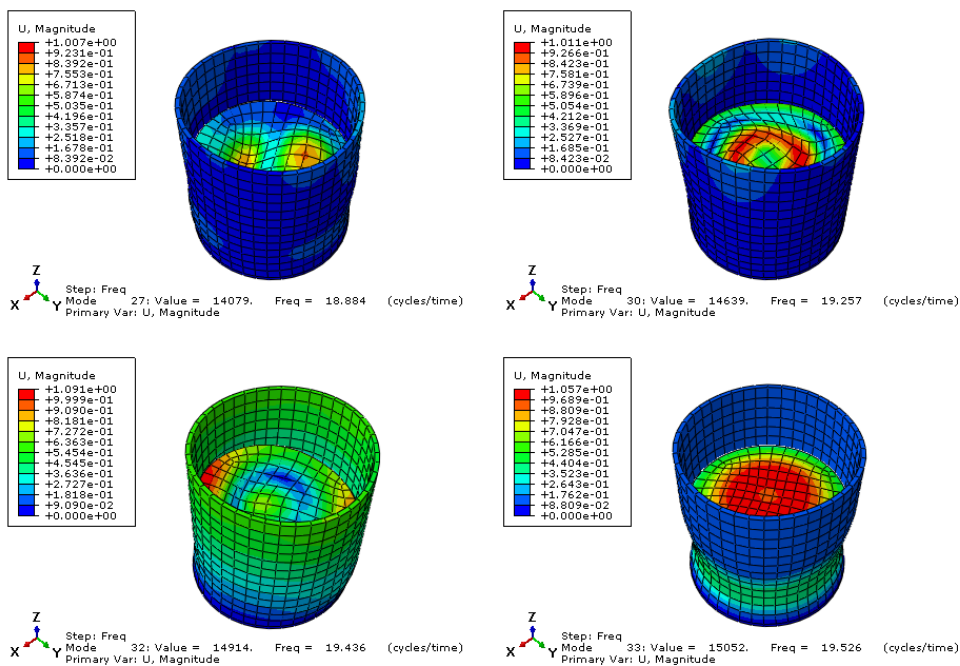 U, Magnitude
+1.007e+00
+9.231e-01
+8.392e-01
+7.553e-01
+6.713e-01
+5.874e-01
+5.035e-01
+4.196e-01
+3.357e-01
+2.518e-01
+1.678e-01
+8.392e-02
+0.000e+00
Z
X
Y
Step: Freq
Mode 27: Value = 14079. Freq = 18.884 (cycles/time)
Primary Var: U, Magnitude
U, Magnitude
+1.011e+00
+9.266e-01
+8.423e-01
+7.581e-01
+6.739e-01
+5.896e-01
+5.054e-01
+4.212e-01
+3.369e-01
+2.527e-01
+1.685e-01
+8.423e-02
+0.000e+00
Z
X
Y
Step: Freq
Mode 30: Value = 14639. Freq = 19.257 (cycles/time)
Primary Var: U, Magnitude
U, Magnitude
+1.091e+00
+9.999e-01
+9.090e-01
+8.181e-01
+7.272e-01
+6.363e-01
+5.454e-01
+4.545e-01
+3.636e-01
+2.727e-01
+1.818e-01
+9.090e-02
+0.000e+00
Z
X
Y
Step: Freq
Mode 32: Value = 14914. Freq = 19.436 (cycles/time)
Primary Var: U, Magnitude
U, Magnitude
+1.057e+00
+9.689e-01
+8.809e-01
+7.928e-01
+7.047e-01
+6.166e-01
+5.285e-01
+4.404e-01
+3.523e-01
+2.643e-01
+1.762e-01
+8.809e-02
+0.000e+00
Z
X
Y
Step: Freq
Mode 33: Value = 15052. Freq = 19.526 (cycles/time)
Primary Var: U, Magnitude